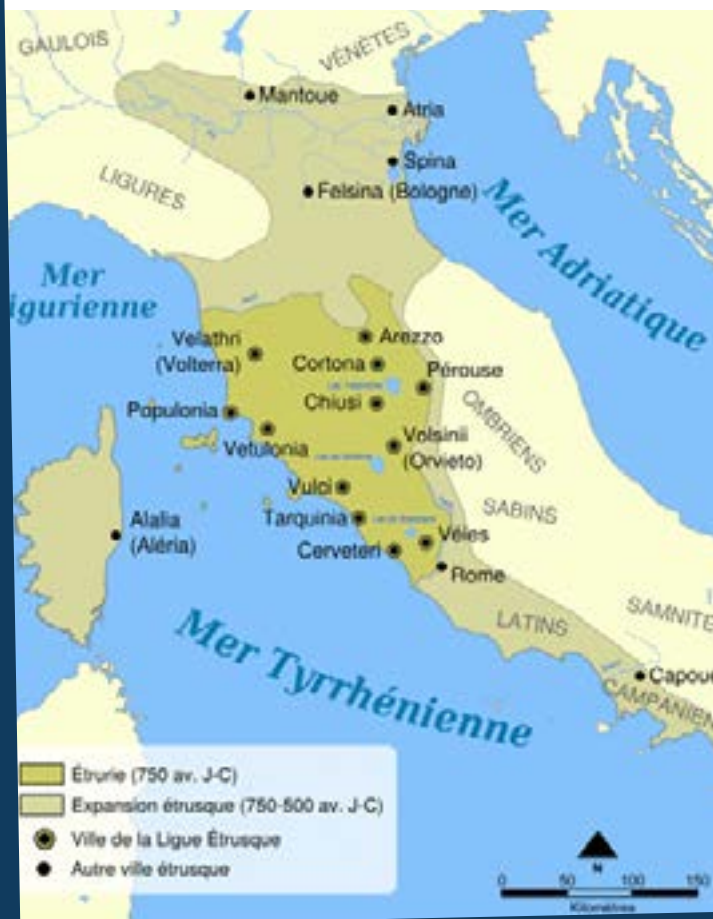 GAULOIS
VÉNÈTES
Mantoue
Atria
Spina
Felsina (Bologne)
LIGURES
Mer Adriatique
Mer
igurienne
Velathri
(Volterra)
Arezzo
Cortona
Pérouse
Chiusi
Populonia
Vetulonia
Volsinii
(Orvieto)
OMBRIENS
SABINS
Vulci
Tarquinia
Véies
Cerveteri
Rome
Alalia
(Aléria)
LATINS
SAMNITE
Capoue
CAMPANIEN
Mer Tyrrhénienne
Étrurie (750 av. J-C)
Expansion étrusque (750-500 av. J-C)
Ville de la Ligue Étrusque
Autre ville étrusque
N
0 50 100 150
Kilomètres